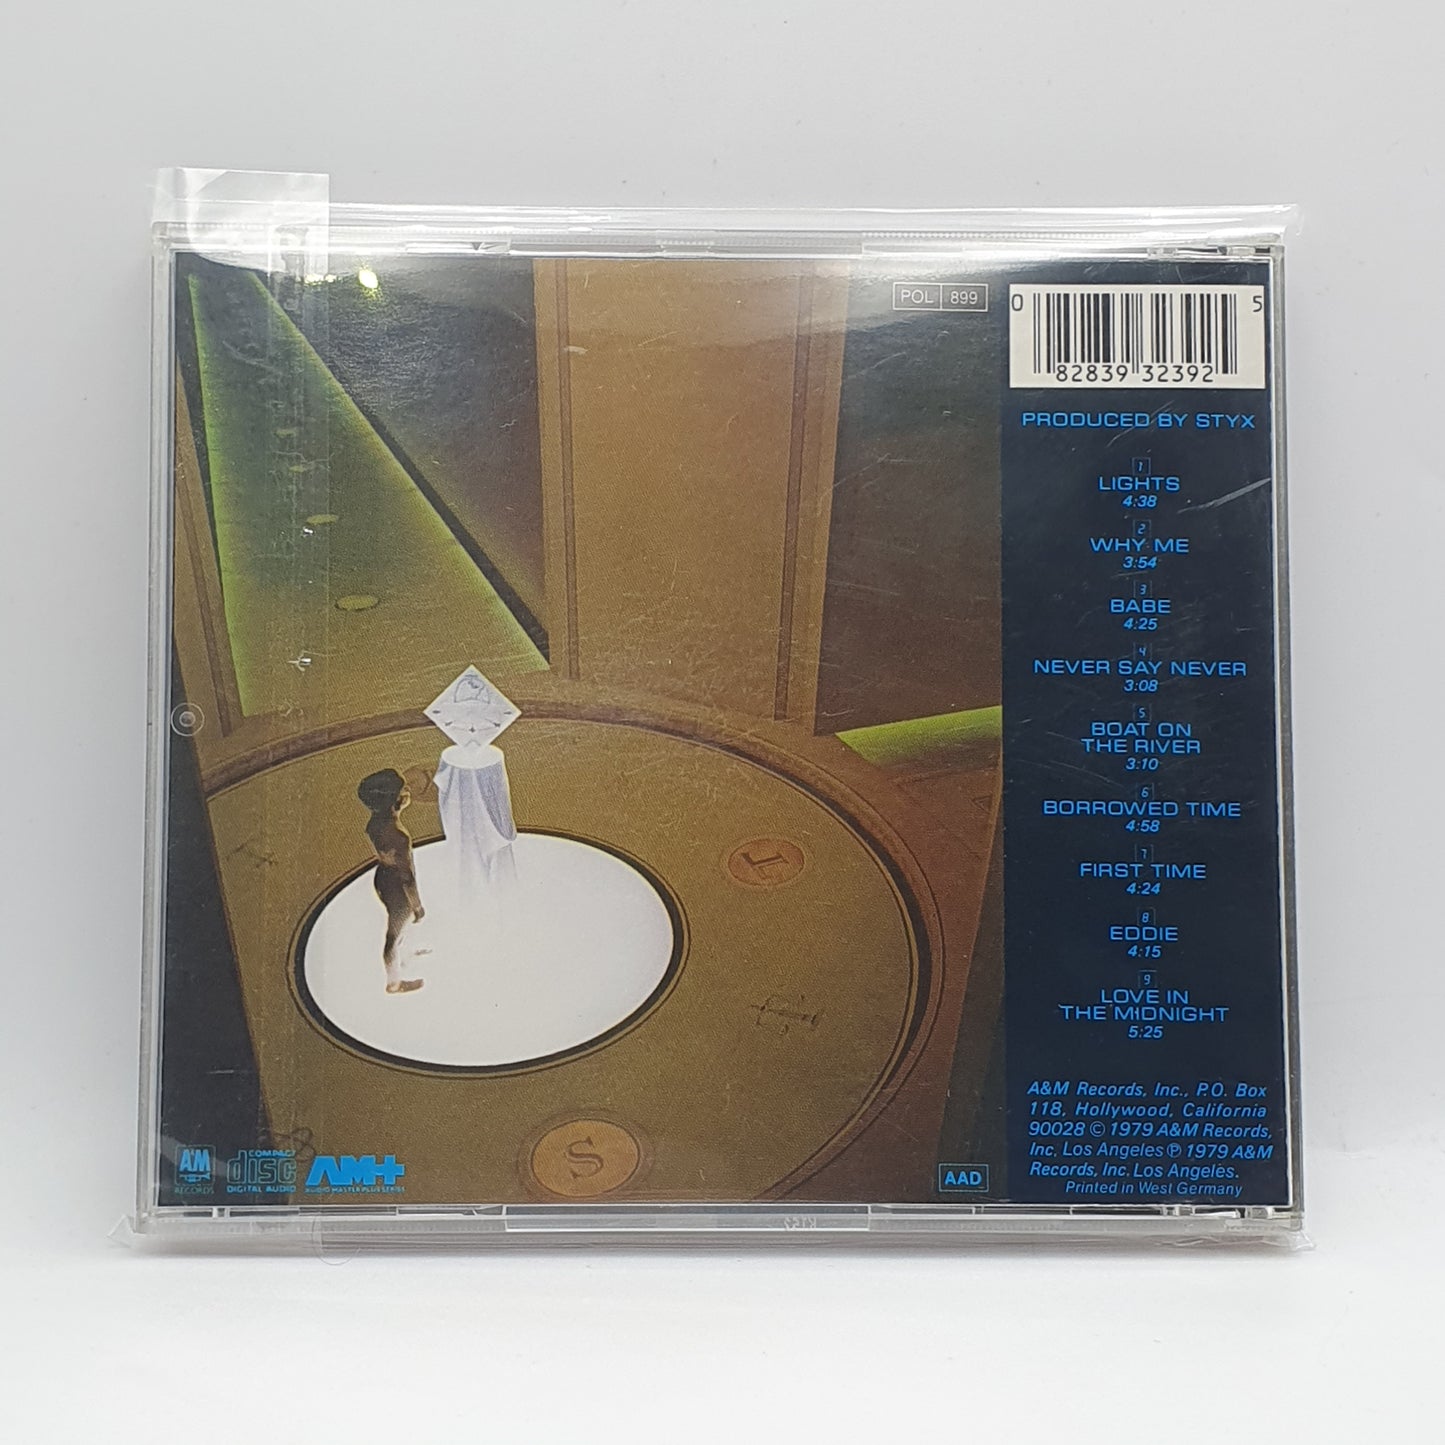 POL 899
0 82839 32392 5
PRODUCED BY STYX
1
LIGHTS
4:38
2
WHY ME
3:54
3
BABE
4:25
4
NEVER SAY NEVER
3:08
5
BOAT ON
THE RIVER
3:10
6
BORROWED TIME
4:58
7
FIRST TIME
4:24
8
EDDIE
4:15
9
LOVE IN
THE MIDNIGHT
5:25
A&M Records, Inc., P.O. Box
118, Hollywood, California
90028 © 1979 A&M Records,
Inc. Los Angeles ℗ 1979 A&M
Records, Inc. Los Angeles.
Printed in West Germany
T
S
A&M
RECORDS
COMPACT
disc
DIGITAL AUDIO
AM+
AUDIO MASTER PLUS SERIES
AAD